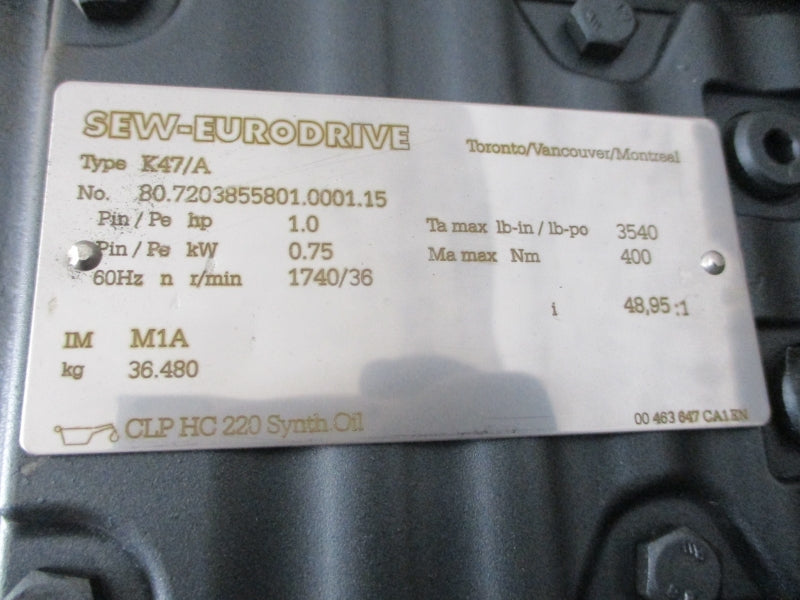 SEW-EURODRIVE
Toronto/Vancouver/Montreal
Type K47/A
No. 80.7203855801.0001.15
Pin / Pe hp 1.0
Ta max lb-in / lb-po 3540
Pin / Pe kW 0.75
Ma max Nm 400
60Hz n r/min 1740/36
i 48,95 :1
IM M1A
kg 36.480
CLP HC 220 Synth.Oil
00 463 647 CA1EN